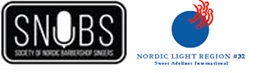 SNOBS
SOCIETY OF NORDIC BARBERSHOP SINGERS
NORDIC LIGHT REGION #32
Sweet Adelines International